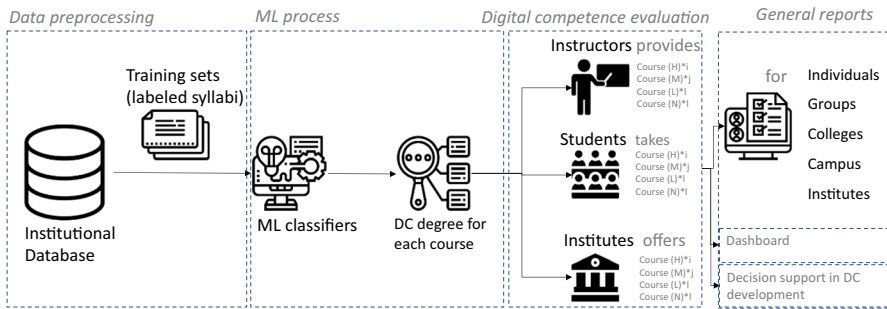 Data preprocessing
ML process
Digital competence evaluation
General reports
Training sets
(labeled syllabi)
Institutional
Database
ML classifiers
DC degree for
each course
Instructors provides
Course (H)*i
Course (M)*j
Course (L)*l
Course (N)*l
Students takes
Course (H)*i
Course (M)*j
Course (L)*l
Course (N)*l
Institutes offers
Course (H)*i
Course (M)*j
Course (L)*l
Course (N)*l
for
Individuals
Groups
Colleges
Campus
Institutes
Dashboard
Decision support in DC
development